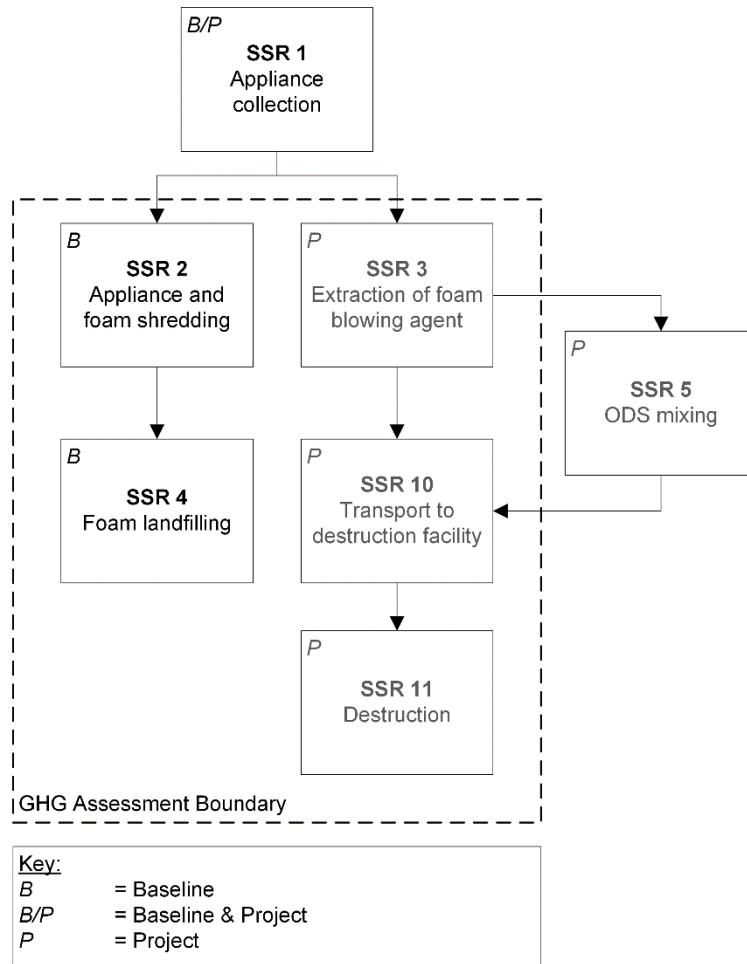 B/P
SSR 1
Appliance
collection
B
SSR 2
Appliance and
foam shredding
P
SSR 3
Extraction of foam
blowing agent
P
SSR 5
ODS mixing
B
SSR 4
Foam landfilling
P
SSR 10
Transport to
destruction facility
P
SSR 11
Destruction
GHG Assessment Boundary
Key:
B = Baseline
B/P = Baseline & Project
P = Project